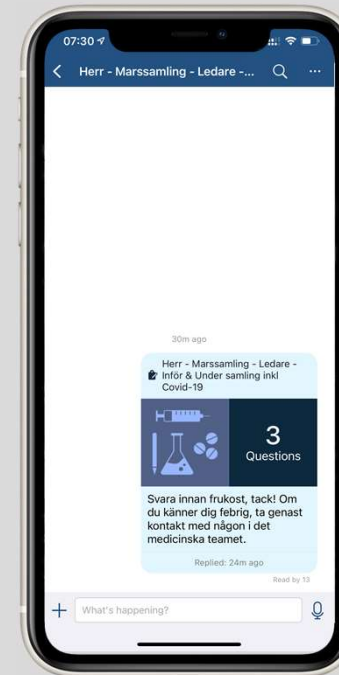 07:30
Herr - Marssamling - Ledare -...
30m ago
Herr - Marssamling - Ledare -
Inför & Under samling inkl
Covid-19
3
Questions
Svara innan frukost, tack! Om
du känner dig febrig, ta genast
kontakt med någon i det
medicinska teamet.
Replied: 24m ago
Read by 13
What's happening?